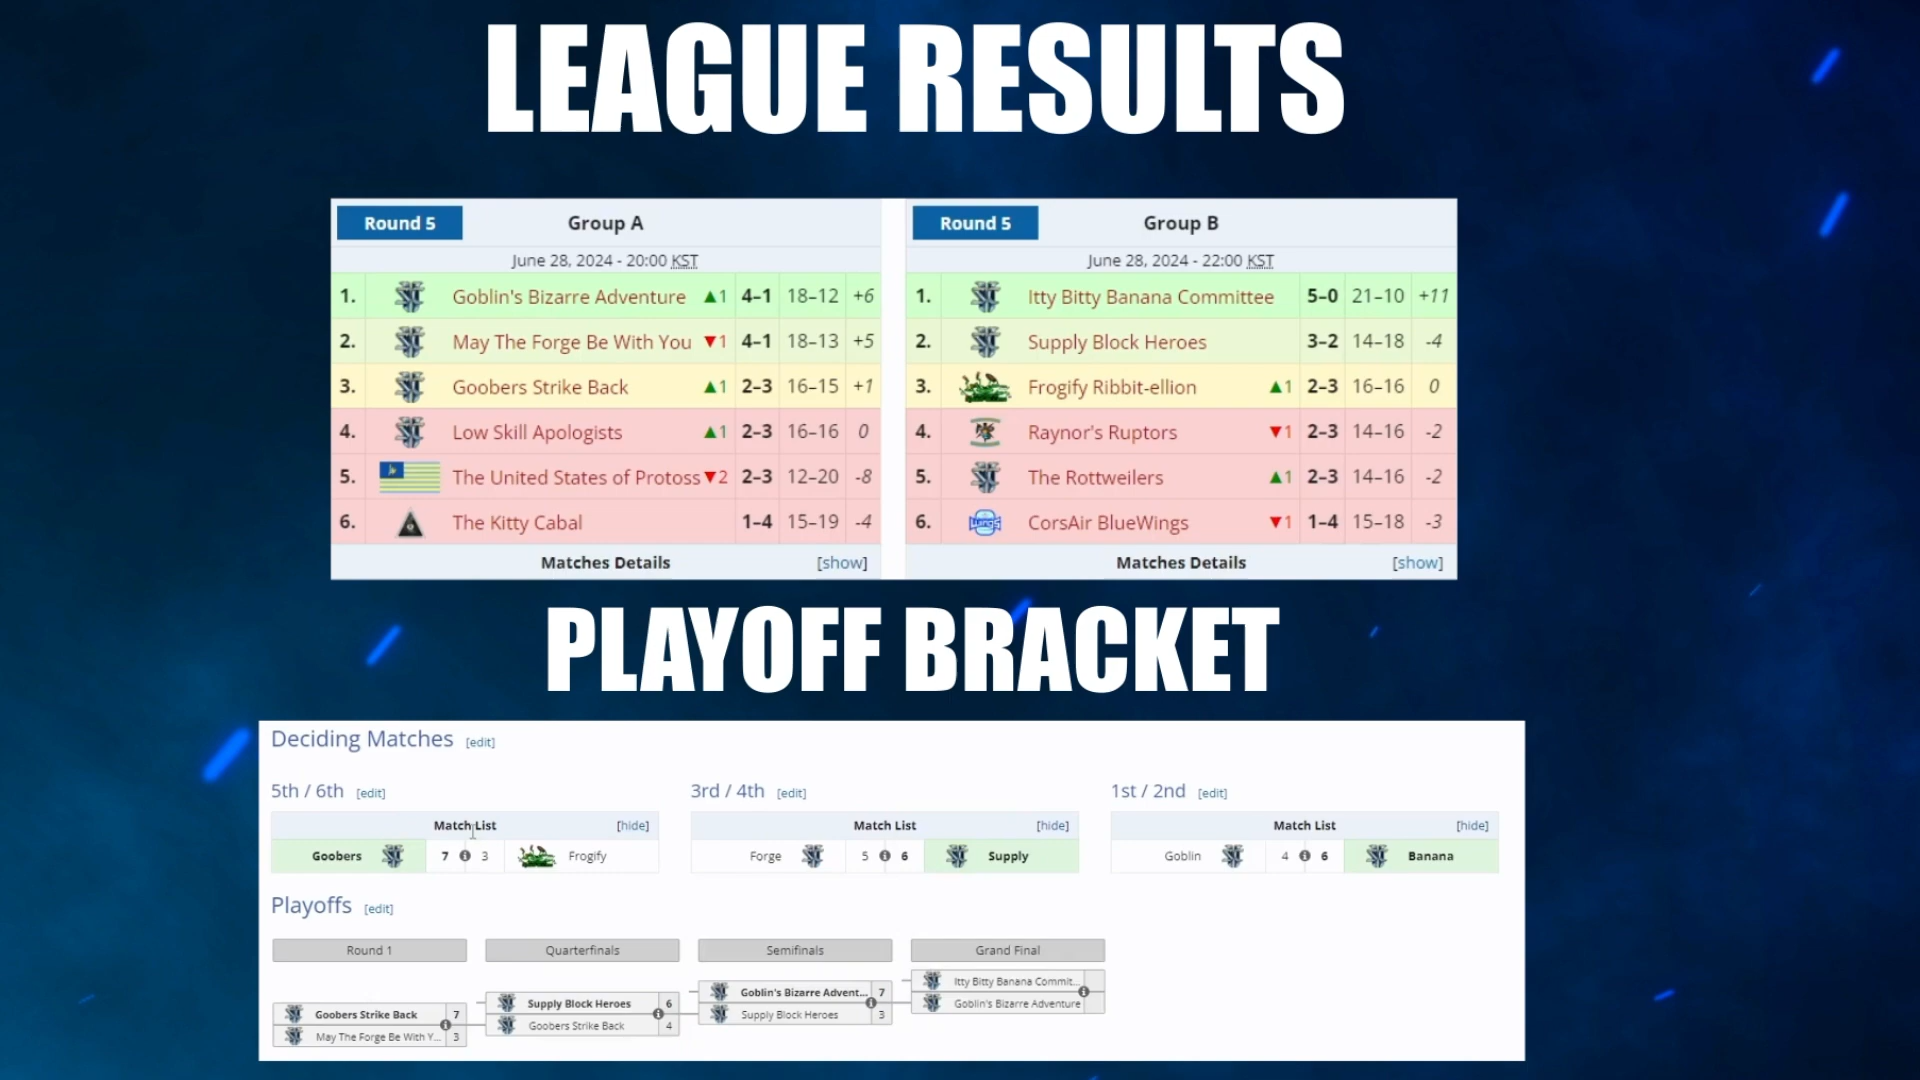 LEAGUE RESULTS
Round 5 Group A
June 28, 2024 - 20:00 KST
1. Goblin's Bizarre Adventure ▲1 4–1 18–12 +6
2. May The Forge Be With You ▼1 4–1 18–13 +5
3. Goobers Strike Back ▲1 2–3 16–15 +1
4. Low Skill Apologists ▲1 2–3 16–16 0
5. The United States of Protoss ▼2 2–3 12–20 -8
6. The Kitty Cabal 1–4 15–19 -4
Matches Details [show]
Round 5 Group B
June 28, 2024 - 22:00 KST
1. Itty Bitty Banana Committee 5–0 21–10 +11
2. Supply Block Heroes 3–2 14–18 -4
3. Frogify Ribbit-ellion ▲1 2–3 16–16 0
4. Raynor's Ruptors ▼1 2–3 14–16 -2
5. The Rottweilers ▲1 2–3 14–16 -2
6. CorsAir BlueWings ▼1 1–4 15–18 -3
Matches Details [show]
PLAYOFF BRACKET
Deciding Matches [edit]
5th / 6th [edit]
Match List [hide]
Goobers 7 3 Frogify
3rd / 4th [edit]
Match List [hide]
Forge 5 6 Supply
1st / 2nd [edit]
Match List [hide]
Goblin 4 6 Banana
Playoffs [edit]
Round 1
Goobers Strike Back 7
May The Forge Be With Y... 3
Quarterfinals
Supply Block Heroes 6
Goobers Strike Back 4
Semifinals
Goblin's Bizarre Advent... 7
Supply Block Heroes 3
Grand Final
Itty Bitty Banana Commit...
Goblin's Bizarre Adventure